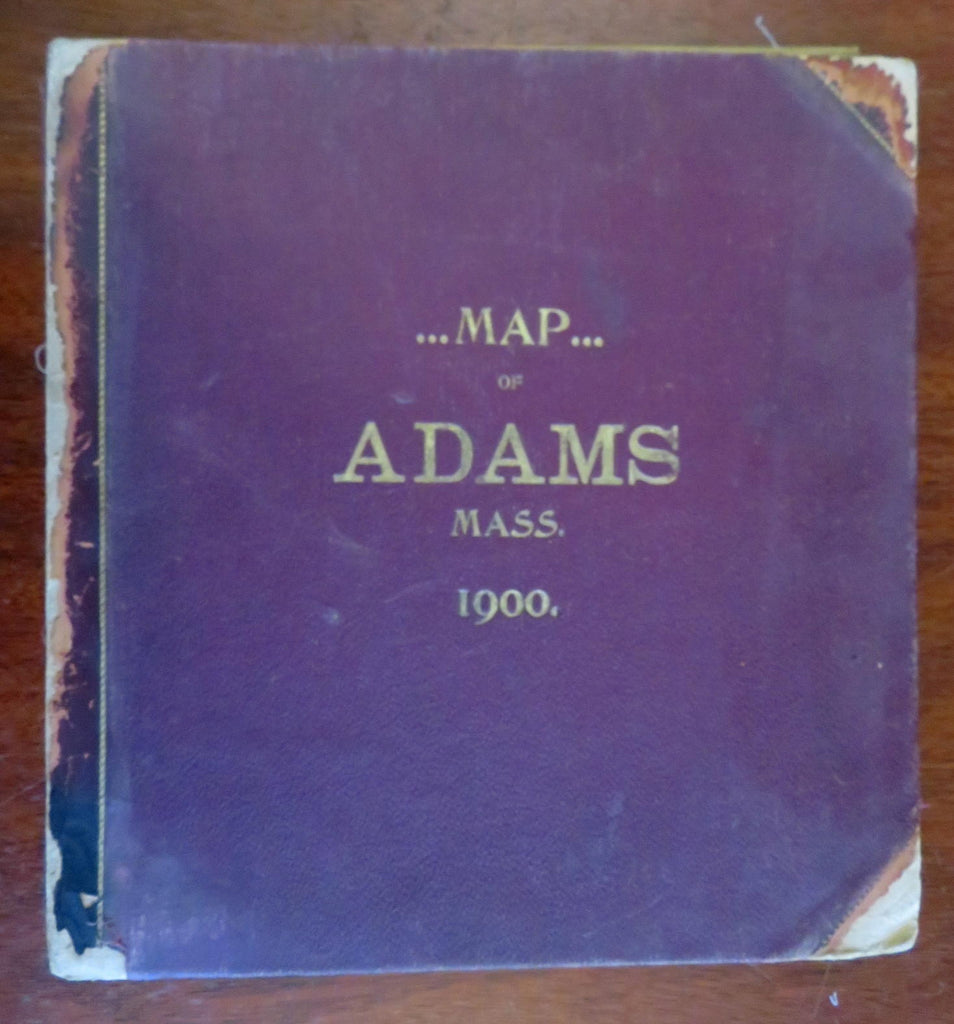 ...MAP...
OF
ADAMS
MASS.
1900.